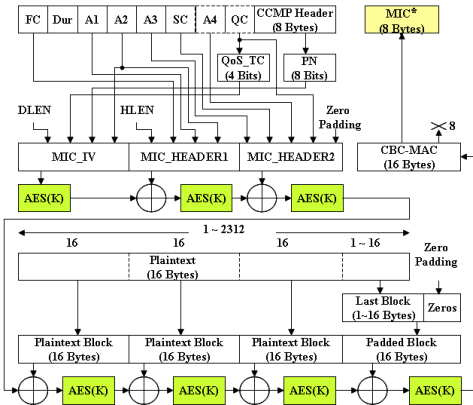 FC Dur A1 A2 A3 SC A4 QC CCMP Header
(8 Bytes)
MIC*
(8 Bytes)
QoS_TC
(4 Bits)
PN
(8 Bits)
DLEN
HLEN
Zero
Padding
8
MIC_IV MIC_HEADER1 MIC_HEADER2
CBC-MAC
(16 Bytes)
AES(K) AES(K) AES(K)
1 ~ 2312
16 16 16 1 ~ 16
Plaintext
(16 Bytes)
Zero
Padding
Last Block
(1~16 Bytes)
Zeros
Plaintext Block
(16 Bytes)
Plaintext Block
(16 Bytes)
Plaintext Block
(16 Bytes)
Padded Block
(16 Bytes)
AES(K) AES(K) AES(K) AES(K)